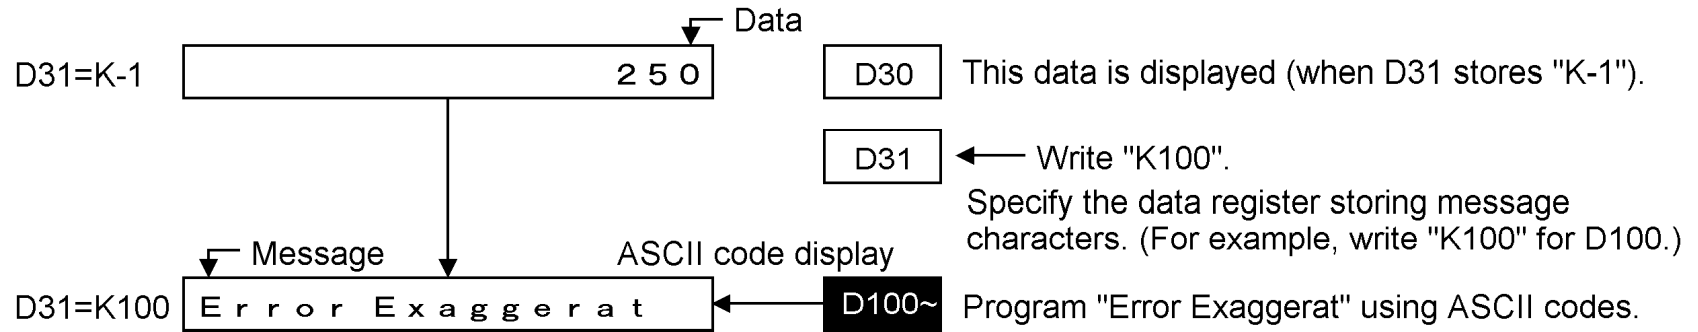 Data
D31=K-1 250 D30 This data is displayed (when D31 stores "K-1").
D31 Write "K100".
Specify the data register storing message
characters. (For example, write "K100" for D100.)
Message ASCII code display
D31=K100 Error Exaggerat D100~ Program "Error Exaggerat" using ASCII codes.